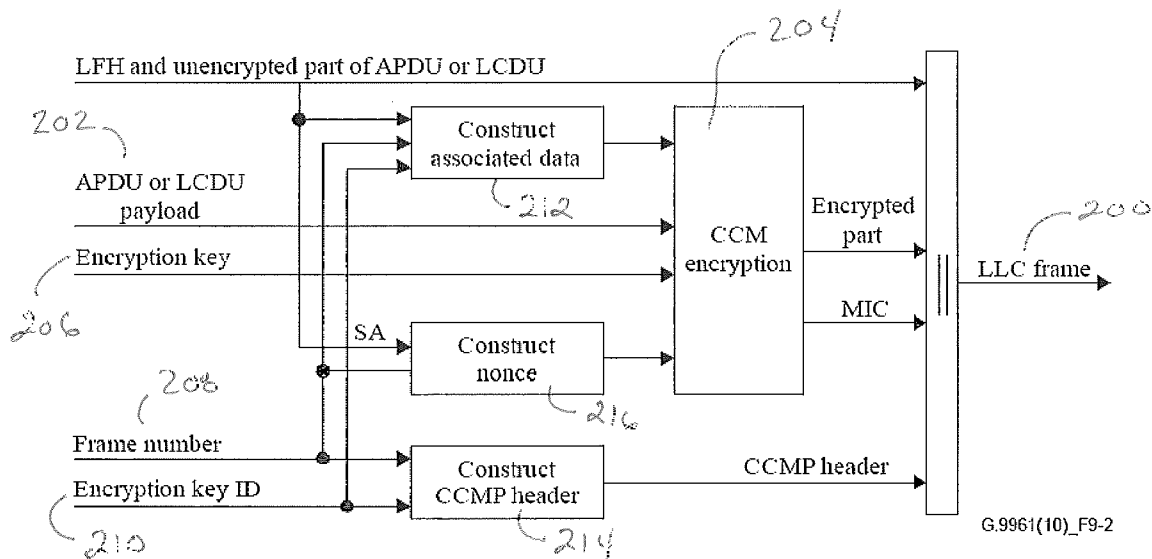 204
LFH and unencrypted part of APDU or LCDU
202
Construct
associated data
212
APDU or LCDU
payload
Encryption key
206
CCM
encryption
Encrypted
part
200
LLC frame
MIC
=
SA
Construct
nonce
216
208
Frame number
Encryption key ID
210
Construct
CCMP header
214
CCMP header
G.9961(10)_F9-2